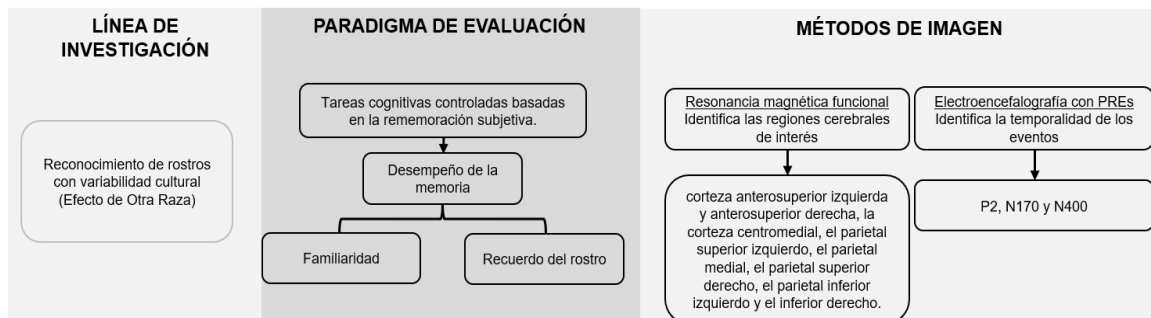 LÍNEA DE
INVESTIGACIÓN
Reconocimiento de rostros
con variabilidad cultural
(Efecto de Otra Raza)
PARADIGMA DE EVALUACIÓN
Tareas cognitivas controladas basadas
en la rememoración subjetiva.
Desempeño de la
memoria
Familiaridad
Recuerdo del rostro
MÉTODOS DE IMAGEN
Resonancia magnética funcional
Identifica las regiones cerebrales
de interés
corteza anterosuperior izquierda
y anterosuperior derecha, la
corteza centromedial, el parietal
superior izquierdo, el parietal
medial, el parietal superior
derecho, el parietal inferior
izquierdo y el inferior derecho.
Electroencefalografía con PREs
Identifica la temporalidad de los
eventos
P2, N170 y N400